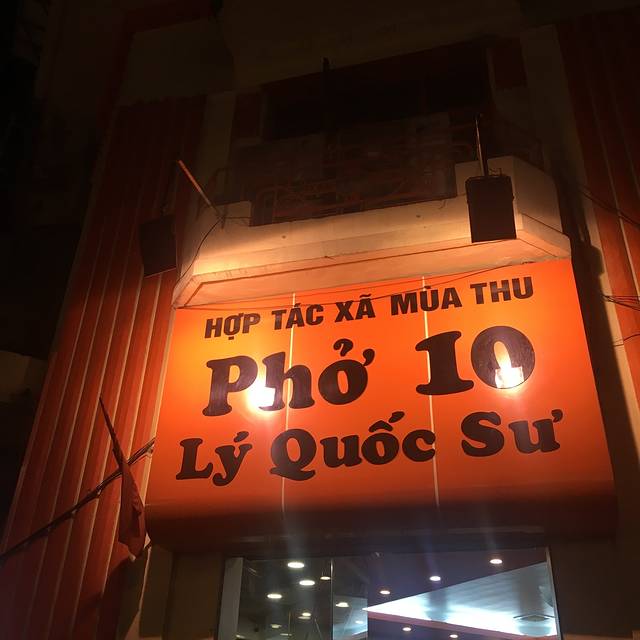 HỢP TÁC XÃ MÙA THU
Phở 10
Lý Quốc Sư